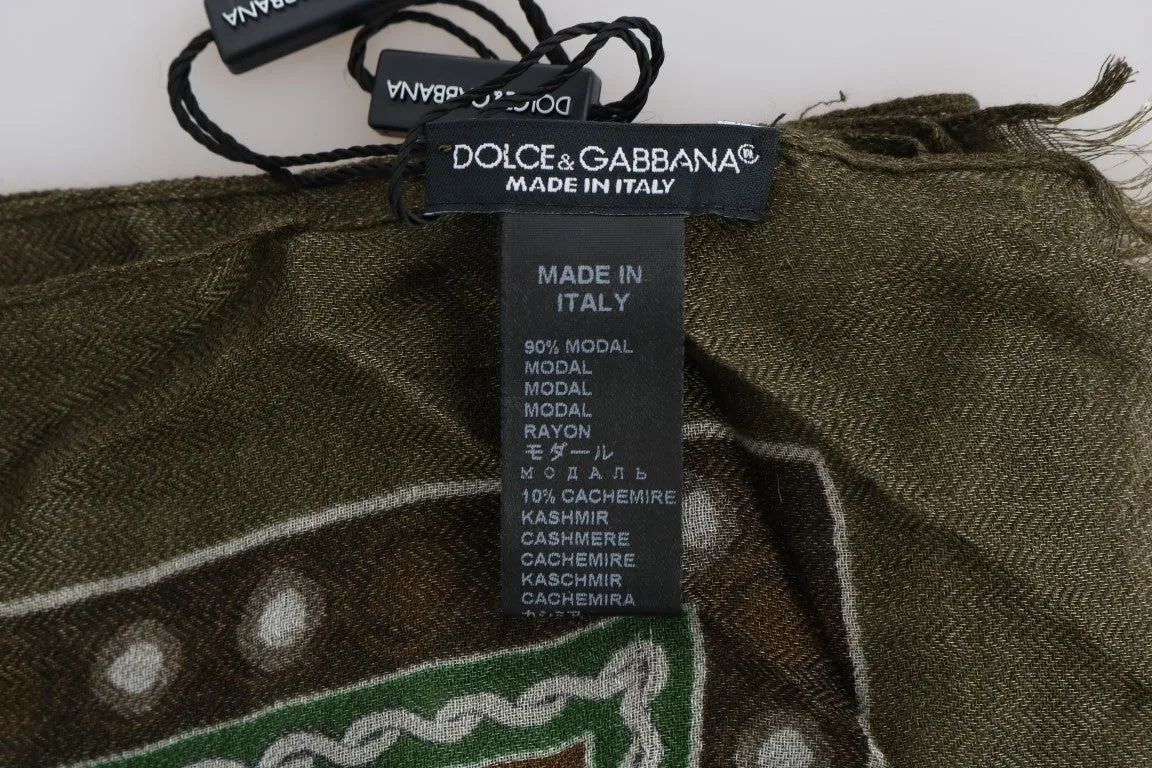 GABBANA
DOLCE & GABBANA
DOLCE & GABBANA
MADE IN ITALY
MADE IN
ITALY
90% MODAL
MODAL
MODAL
MODAL
RAYON
モダール
МОДАЛЬ
10% CACHEMIRE
KASHMIR
CASHMERE
CACHEMIRE
KASCHMIR
CACHEMIRA